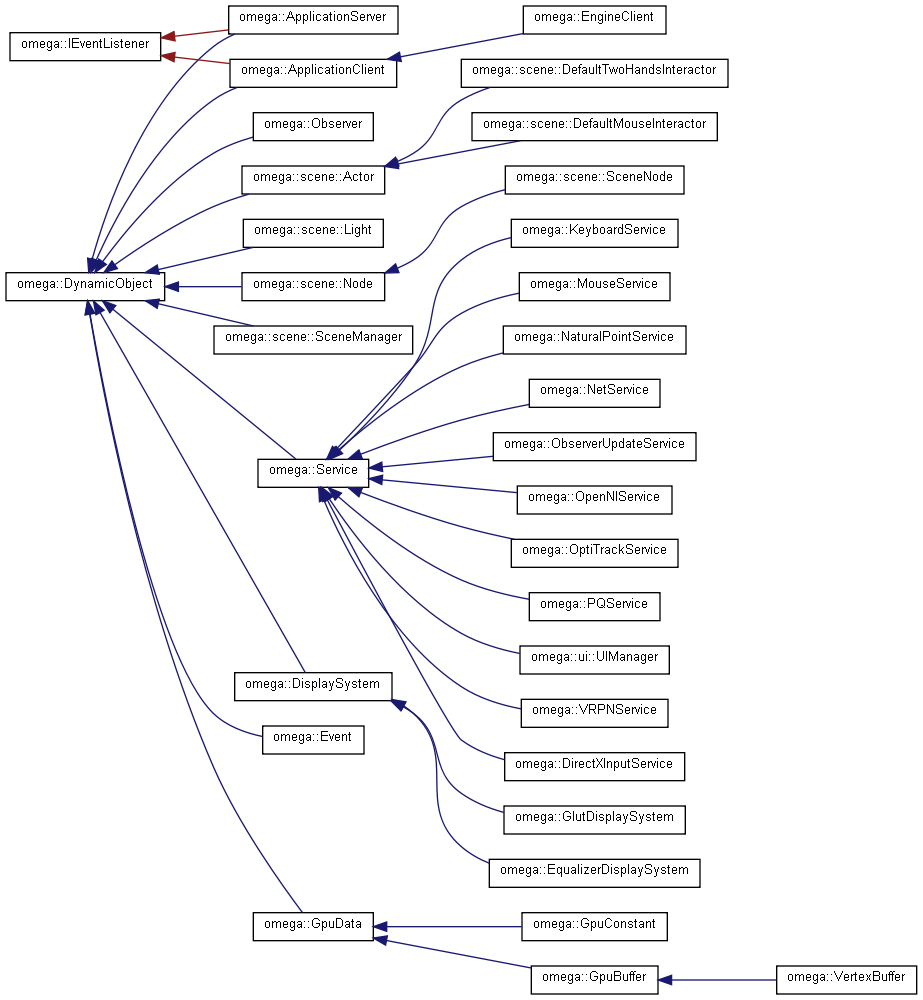 omega::ApplicationServer
omega::EngineClient
omega::IEventListener
omega::ApplicationClient
omega::scene::DefaultTwoHandsInteractor
omega::Observer
omega::scene::DefaultMouseInteractor
omega::scene::Actor
omega::scene::SceneNode
omega::scene::Light
omega::KeyboardService
omega::DynamicObject
omega::scene::Node
omega::MouseService
omega::scene::SceneManager
omega::NaturalPointService
omega::NetService
omega::ObserverUpdateService
omega::Service
omega::OpenNIService
omega::OptiTrackService
omega::PQService
omega::ui::UIManager
omega::DisplaySystem
omega::VRPNService
omega::Event
omega::DirectXInputService
omega::GlutDisplaySystem
omega::EqualizerDisplaySystem
omega::GpuData
omega::GpuConstant
omega::GpuBuffer
omega::VertexBuffer